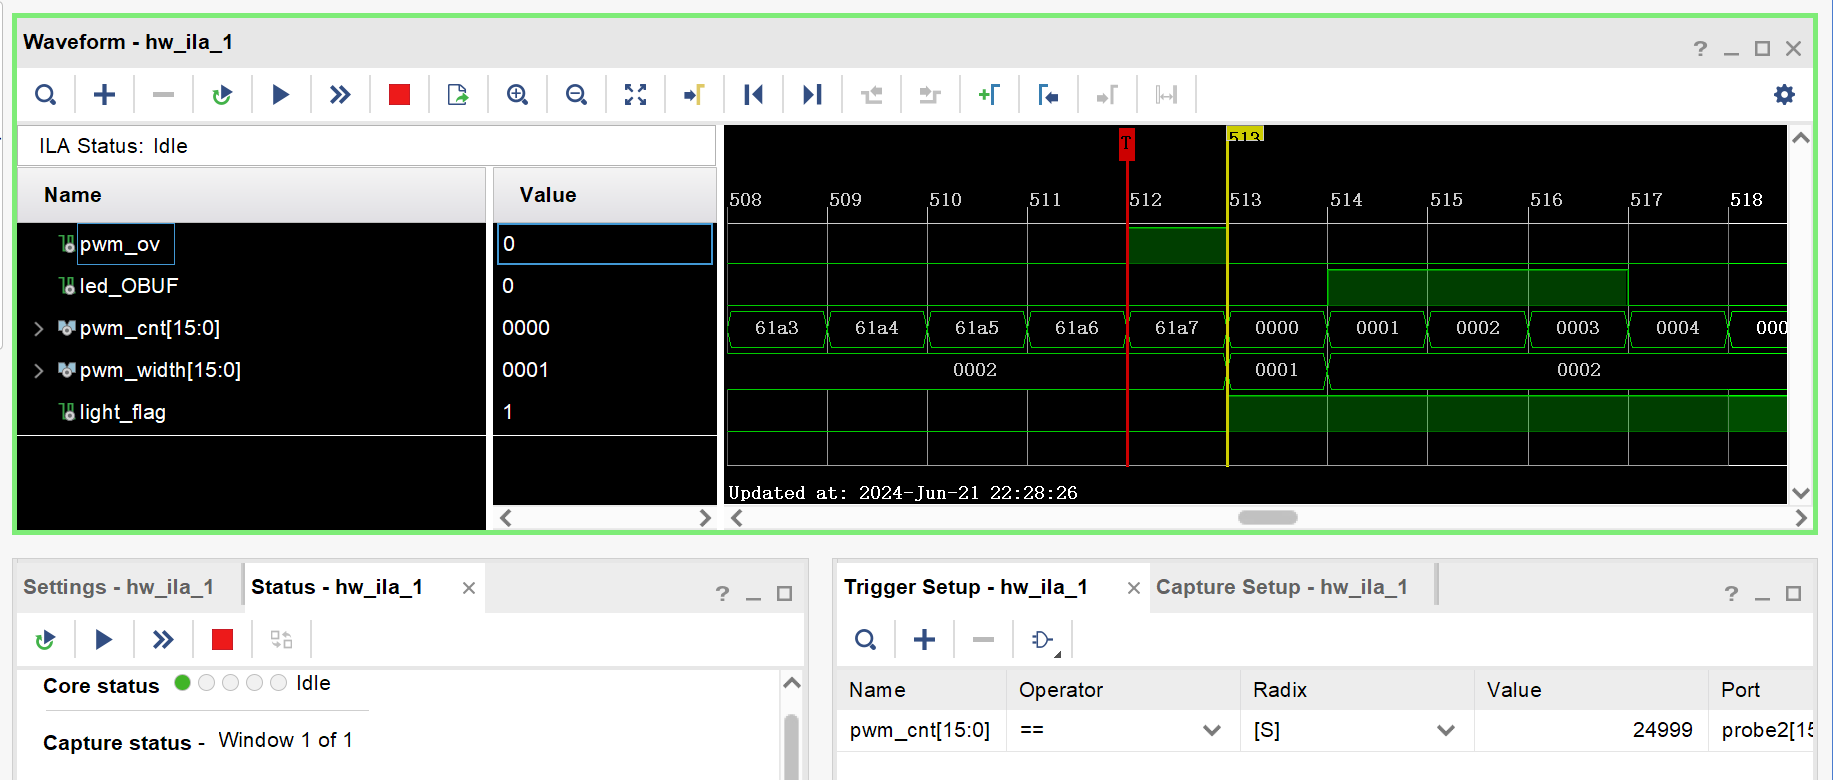 Waveform - hw_ila_1
?
ILA Status: Idle
Name Value
T 513
508 509 510 511 512 513 514 515 516 517 518
pwm_ov 0
led_OBUF 0
pwm_cnt[15:0] 0000 61a3 61a4 61a5 61a6 61a7 0000 0001 0002 0003 0004 000
pwm_width[15:0] 0001 0002 0001 0002
light_flag 1
Updated at: 2024-Jun-21 22:28:26
Settings - hw_ila_1 Status - hw_ila_1 ?
Core status Idle
Capture status - Window 1 of 1
Trigger Setup - hw_ila_1 Capture Setup - hw_ila_1 ?
Name Operator Radix Value Port
pwm_cnt[15:0] == [S] 24999 probe2[15